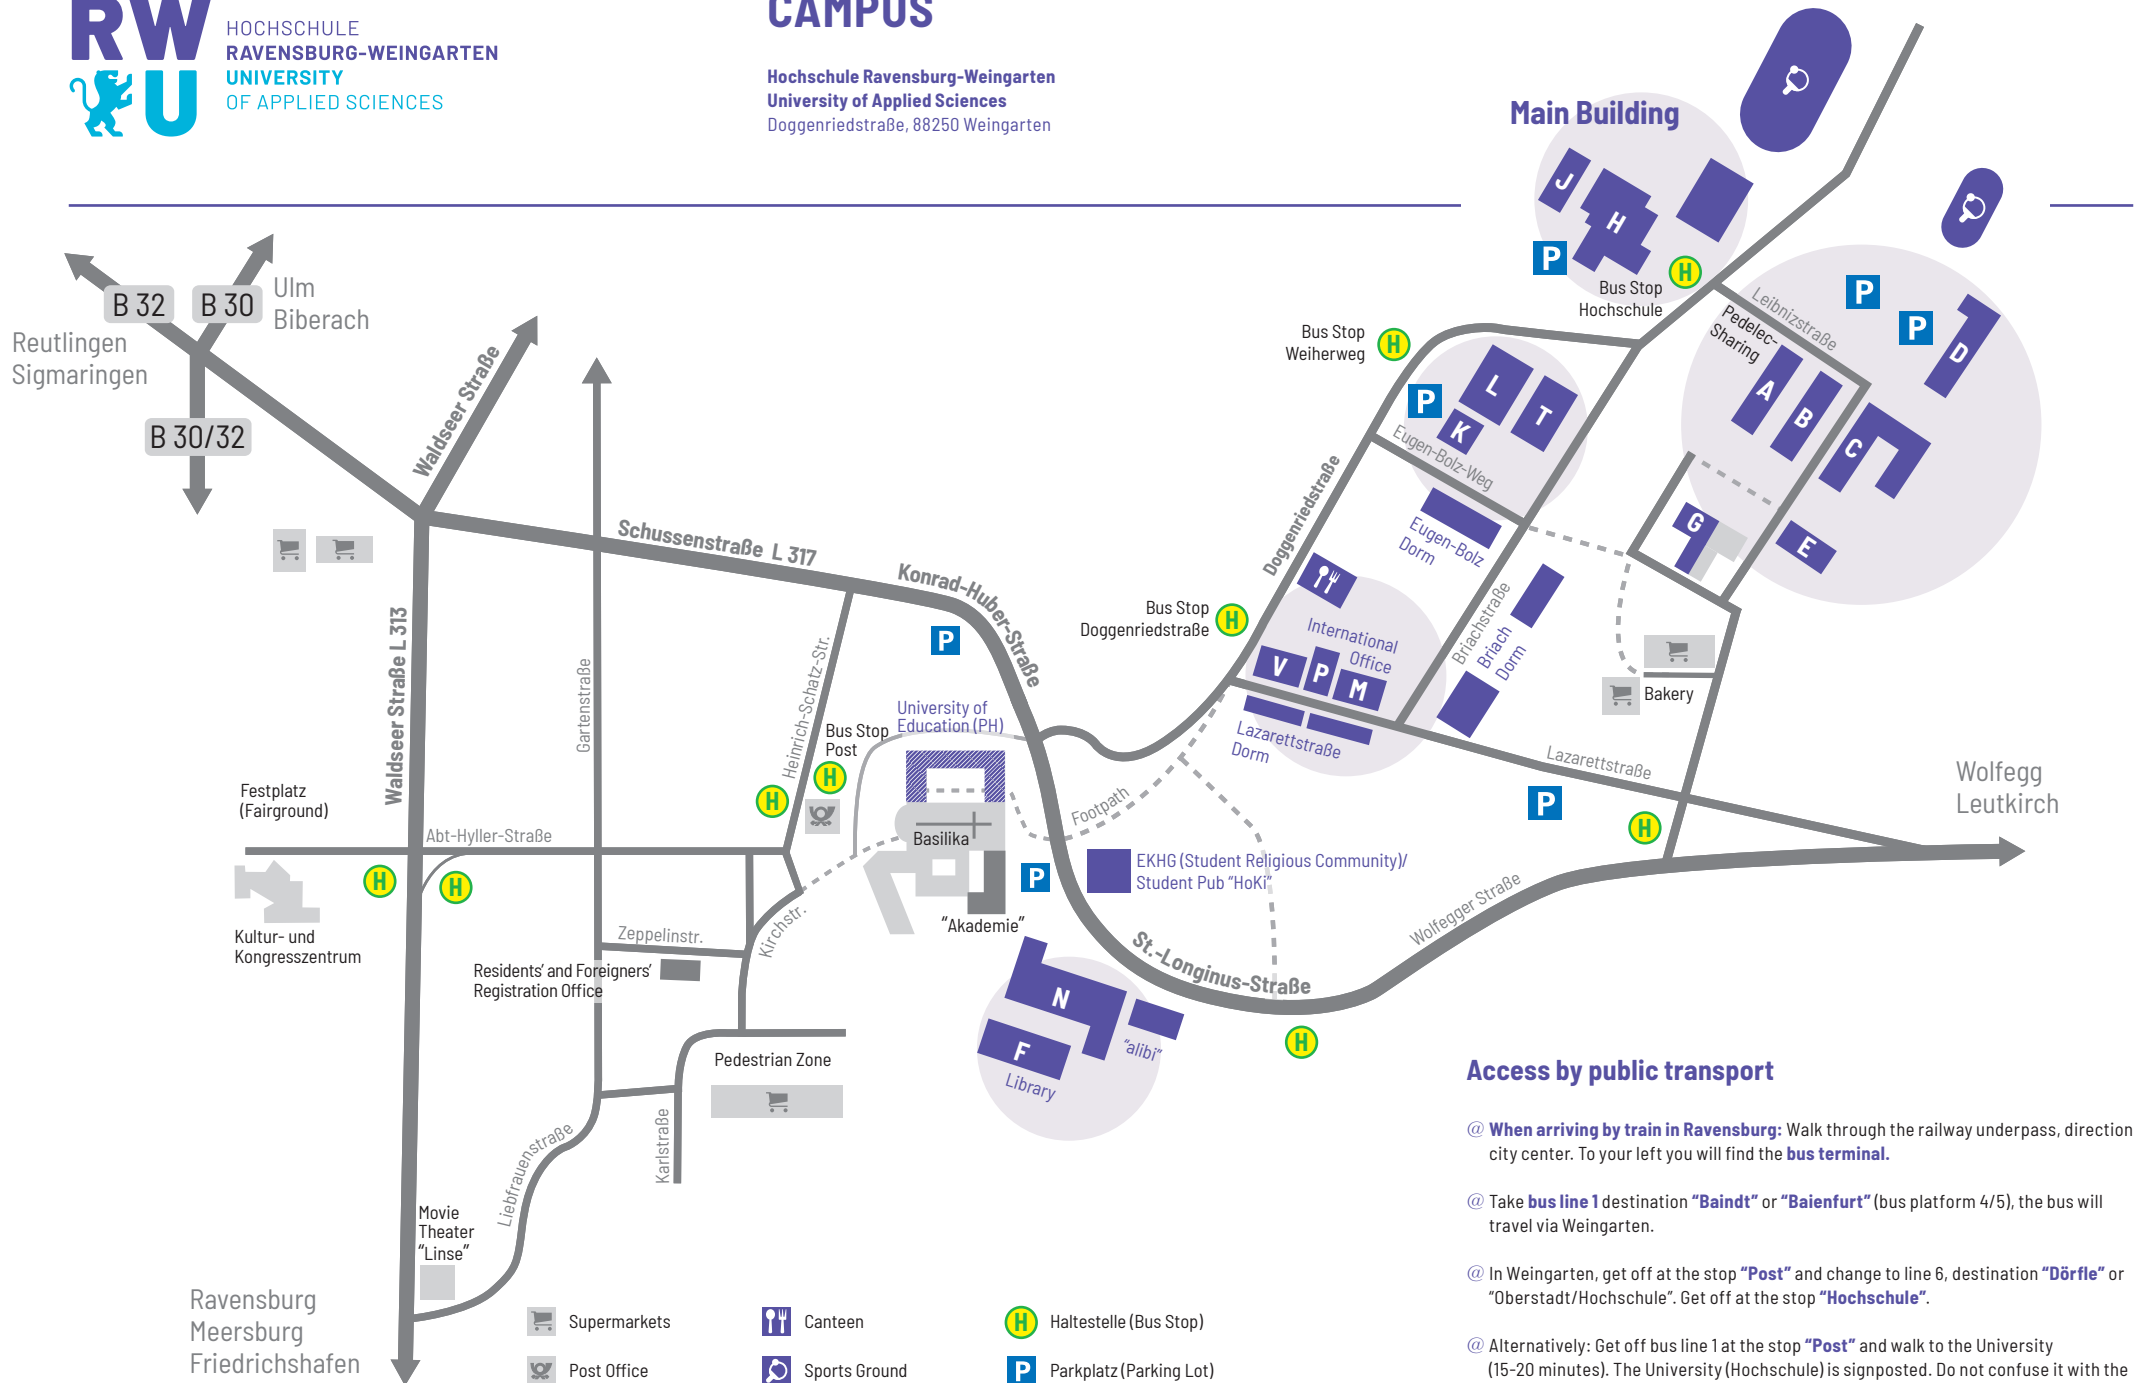 RW
U
HOCHSCHULE
RAVENSBURG-WEINGARTEN
UNIVERSITY
OF APPLIED SCIENCES
CAMPUS
Hochschule Ravensburg-Weingarten
University of Applied Sciences
Doggenriedstraße, 88250 Weingarten
Main Building
J
H
P
H
Bus Stop
Hochschule
Leibnizstraße
Pedelec-
Sharing
P
P
A
B
C
D
G
E
B 32
B 30
Ulm
Biberach
Reutlingen
Sigmaringen
B 30/32
Waldseer Straße
Bus Stop
Weiherweg
H
P
L
T
K
Eugen-Bolz-Weg
Eugen-Bolz
Dorm
Doggenriedstraße
Schussenstraße L 317
Konrad-Huber-Straße
P
Bus Stop
Doggenriedstraße
H
International
Office
V
P
M
Lazarettstraße
Dorm
Briachstraße
Briach
Dorm
Bakery
Lazarettstraße
P
H
Wolfegg
Leutkirch
Waldseer Straße L 313
Gartenstraße
Heinrich-Schatz-Str.
University of
Education (PH)
Bus Stop
Post
H
H
Festplatz
(Fairground)
Abt-Hyller-Straße
H
H
Kultur- und
Kongresszentrum
Basilika
"Akademie"
P
Footpath
EKHG (Student Religious Community)/
Student Pub "HoKi"
Kirchstr.
Zeppelinstr.
Residents' and Foreigners'
Registration Office
St.-Longinus-Straße
Wolfegger Straße
H
N
F
Library
"alibi"
Pedestrian Zone
Karlstraße
Liebfrauenstraße
Movie
Theater
"Linse"
Ravensburg
Meersburg
Friedrichshafen
Supermarkets
Post Office
Canteen
Sports Ground
H Haltestelle (Bus Stop)
P Parkplatz (Parking Lot)
Access by public transport
@ When arriving by train in Ravensburg: Walk through the railway underpass, direction
city center. To your left you will find the bus terminal.
@ Take bus line 1 destination "Baindt" or "Baienfurt" (bus platform 4/5), the bus will
travel via Weingarten.
@ In Weingarten, get off at the stop "Post" and change to line 6, destination "Dörfle" or
"Oberstadt/Hochschule". Get off at the stop "Hochschule".
@ Alternatively: Get off bus line 1 at the stop "Post" and walk to the University
(15-20 minutes). The University (Hochschule) is signposted. Do not confuse it with the